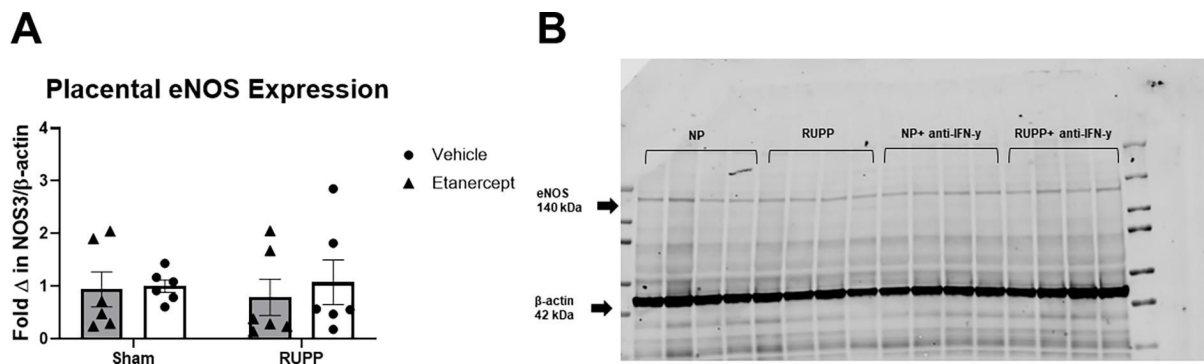 A
Placental eNOS Expression
Fold Δ in NOS3/β-actin
4
3
2
1
0
Sham
RUPP
Vehicle
Etanercept
B
NP
RUPP
NP+ anti-IFN-y
RUPP+ anti-IFN-y
eNOS
140 kDa
β-actin
42 kDa